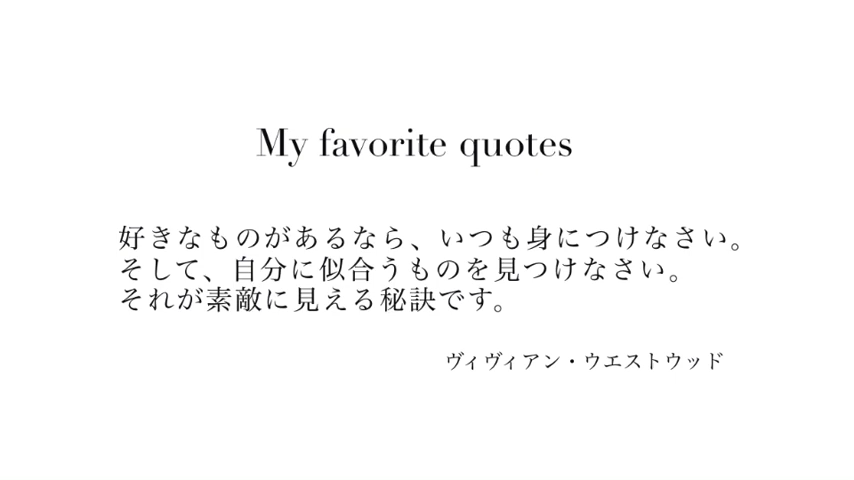 My favorite quotes
好きなものがあるなら、いつも身につけなさい。
そして、自分に似合うものを見つけなさい。
それが素敵に見える秘訣です。
ヴィヴィアン・ウエストウッド